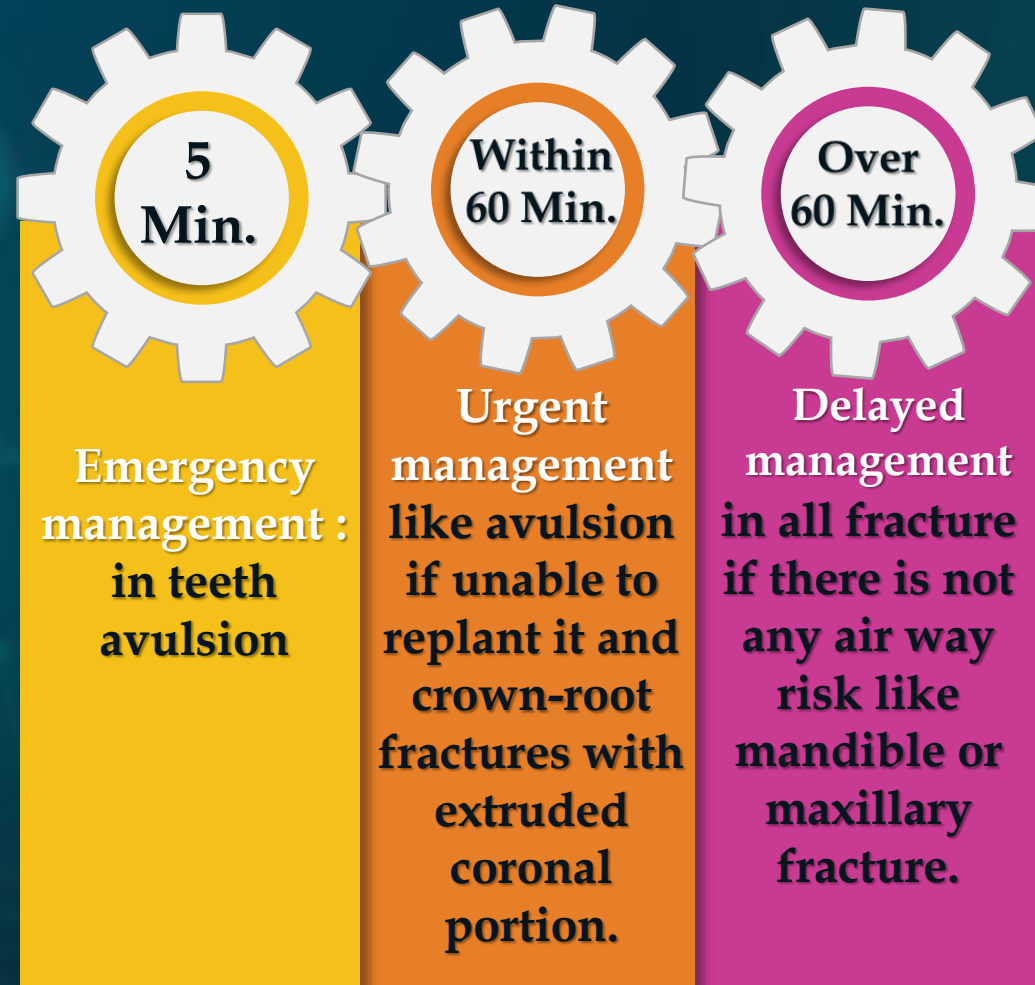 5
Min.
Emergency
management :
in teeth
avulsion
Within
60 Min.
Urgent
management
like avulsion
if unable to
replant it and
crown-root
fractures with
extruded
coronal
portion.
Over
60 Min.
Delayed
management
in all fracture
if there is not
any air way
risk like
mandible or
maxillary
fracture.